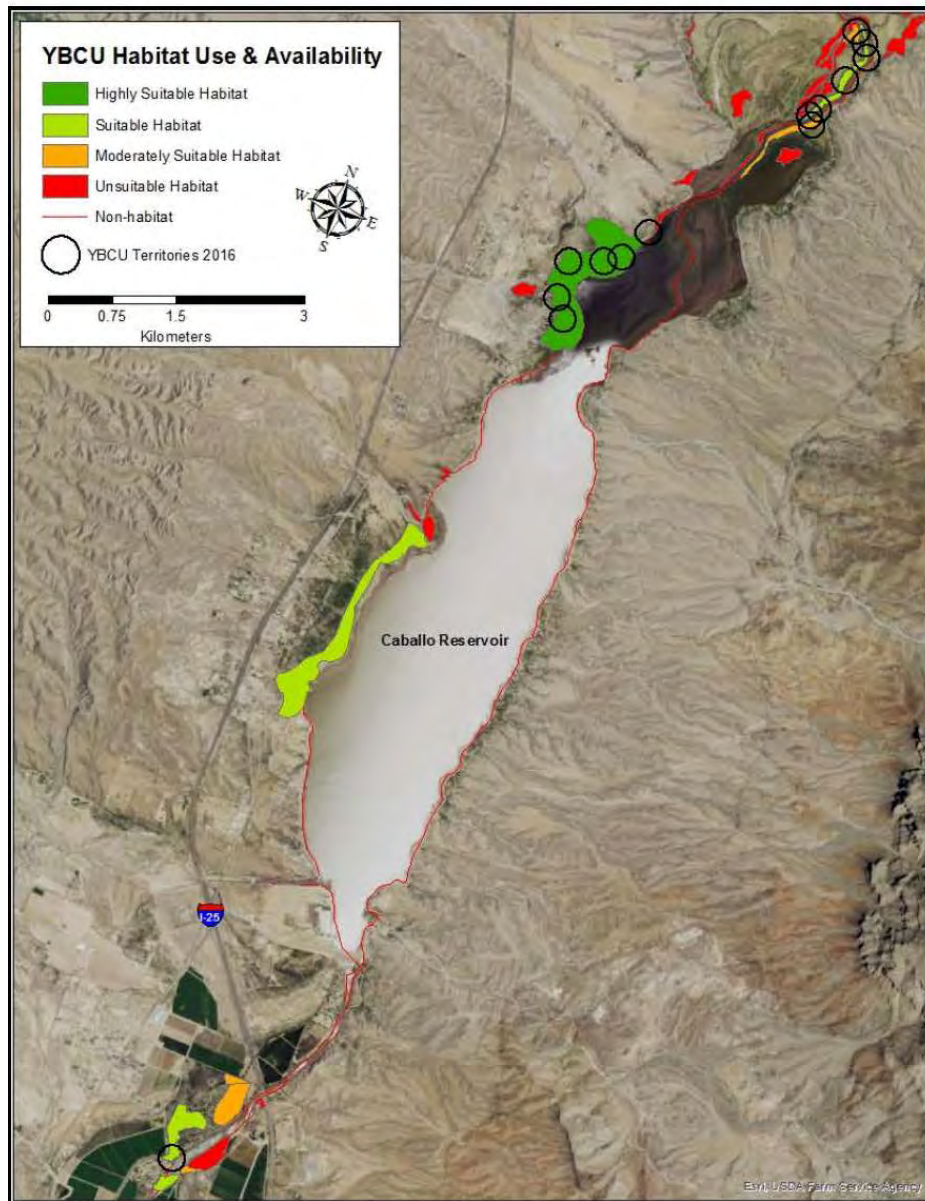 YBCU Habitat Use & Availability
Highly Suitable Habitat
Suitable Habitat
Moderately Suitable Habitat
Unsuitable Habitat
Non-habitat
YBCU Territories 2016
N
W
E
S
0 0.75 1.5 3
Kilometers
Caballo Reservoir
I-25
Esri, USDA Farm Service Agency